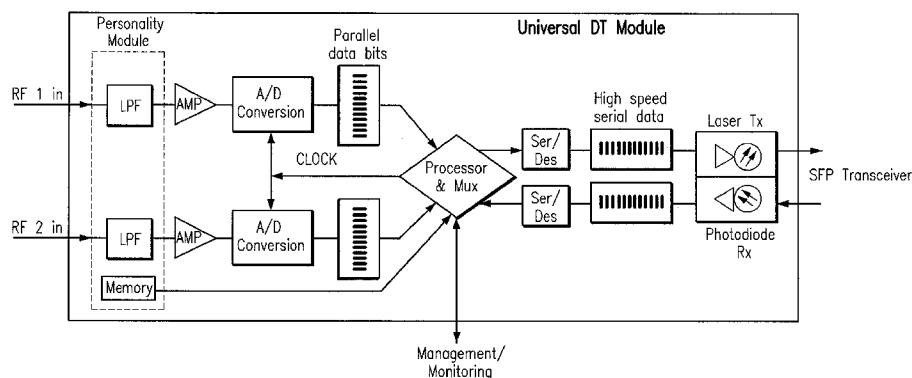 Universal DT Module
Personality
Module
Parallel
data bits
RF 1 in
LPF
AMP
A/D
Conversion
High speed
serial data
Laser Tx
Ser/
Des
CLOCK
Processor
& Mux
SFP Transceiver
Ser/
Des
RF 2 in
LPF
AMP
A/D
Conversion
Photodiode
Rx
Memory
Management/
Monitoring